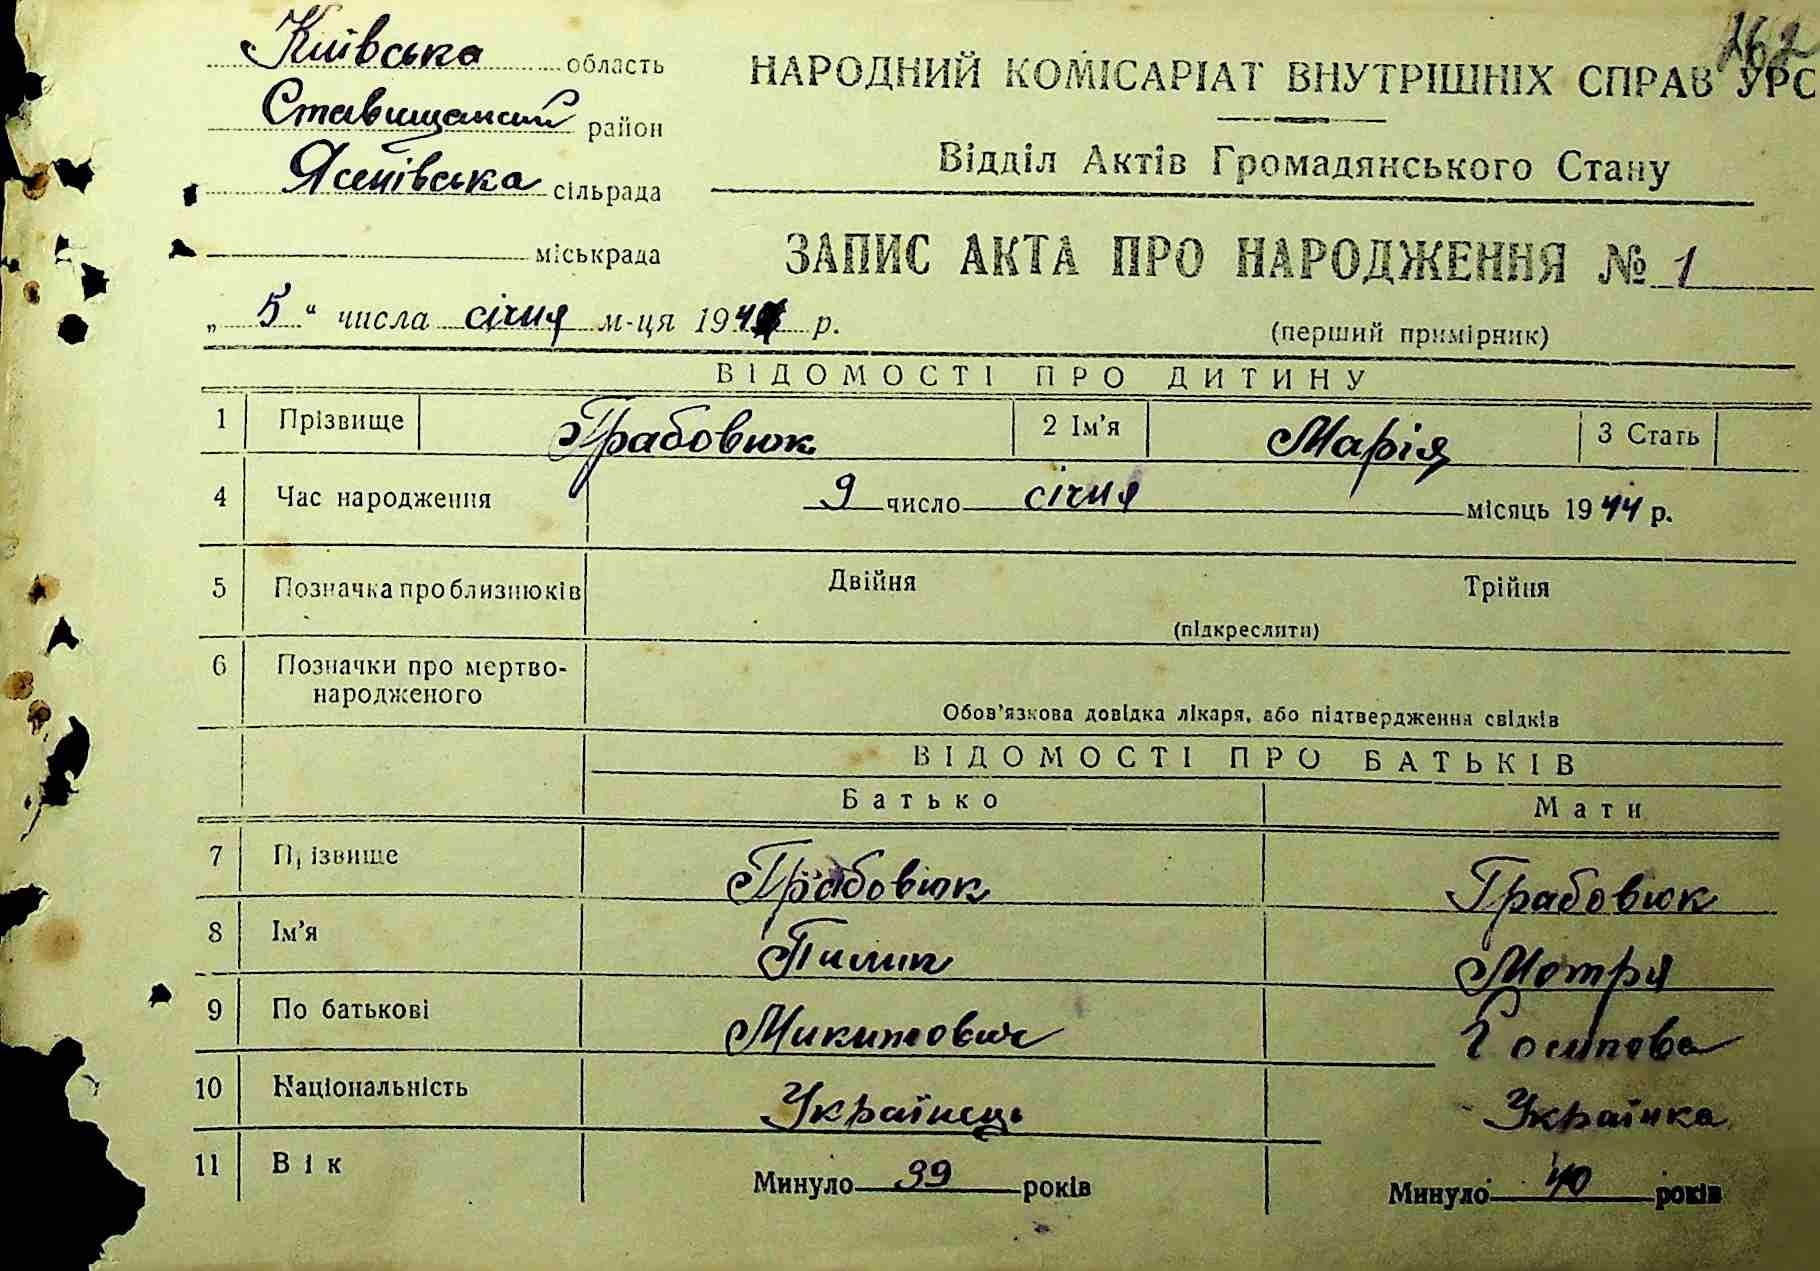 262
Київська область
НАРОДНИЙ КОМІСАРІАТ ВНУТРІШНІХ СПРАВ УРС
Ставищанський район
Відділ Актів Громадянського Стану
Ясенівська сільрада
міськрада
ЗАПИС АКТА ПРО НАРОДЖЕННЯ № 1
„ 5 “ числа січня м-ця 194 р.
(перший примірник)
ВІДОМОСТІ ПРО ДИТИНУ
1 Прізвище Грабовюк 2 Ім’я Марія 3 Стать
4 Час народження 9 число січня місяць 1944 р.
5 Позначка про близнюків Двійня Трійня
(підкреслити)
6 Позначки про мертво-
народженого
Обов’язкова довідка лікаря, або підтвердження свідків
ВІДОМОСТІ ПРО БАТЬКІВ
Батько Мати
7 Прізвище Грабовюк Грабовюк
8 Ім’я Пилип Мотря
9 По батькові Микитович Йосипова
10 Національність Українець Українка
11 Вік Минуло 39 років Минуло 40 років